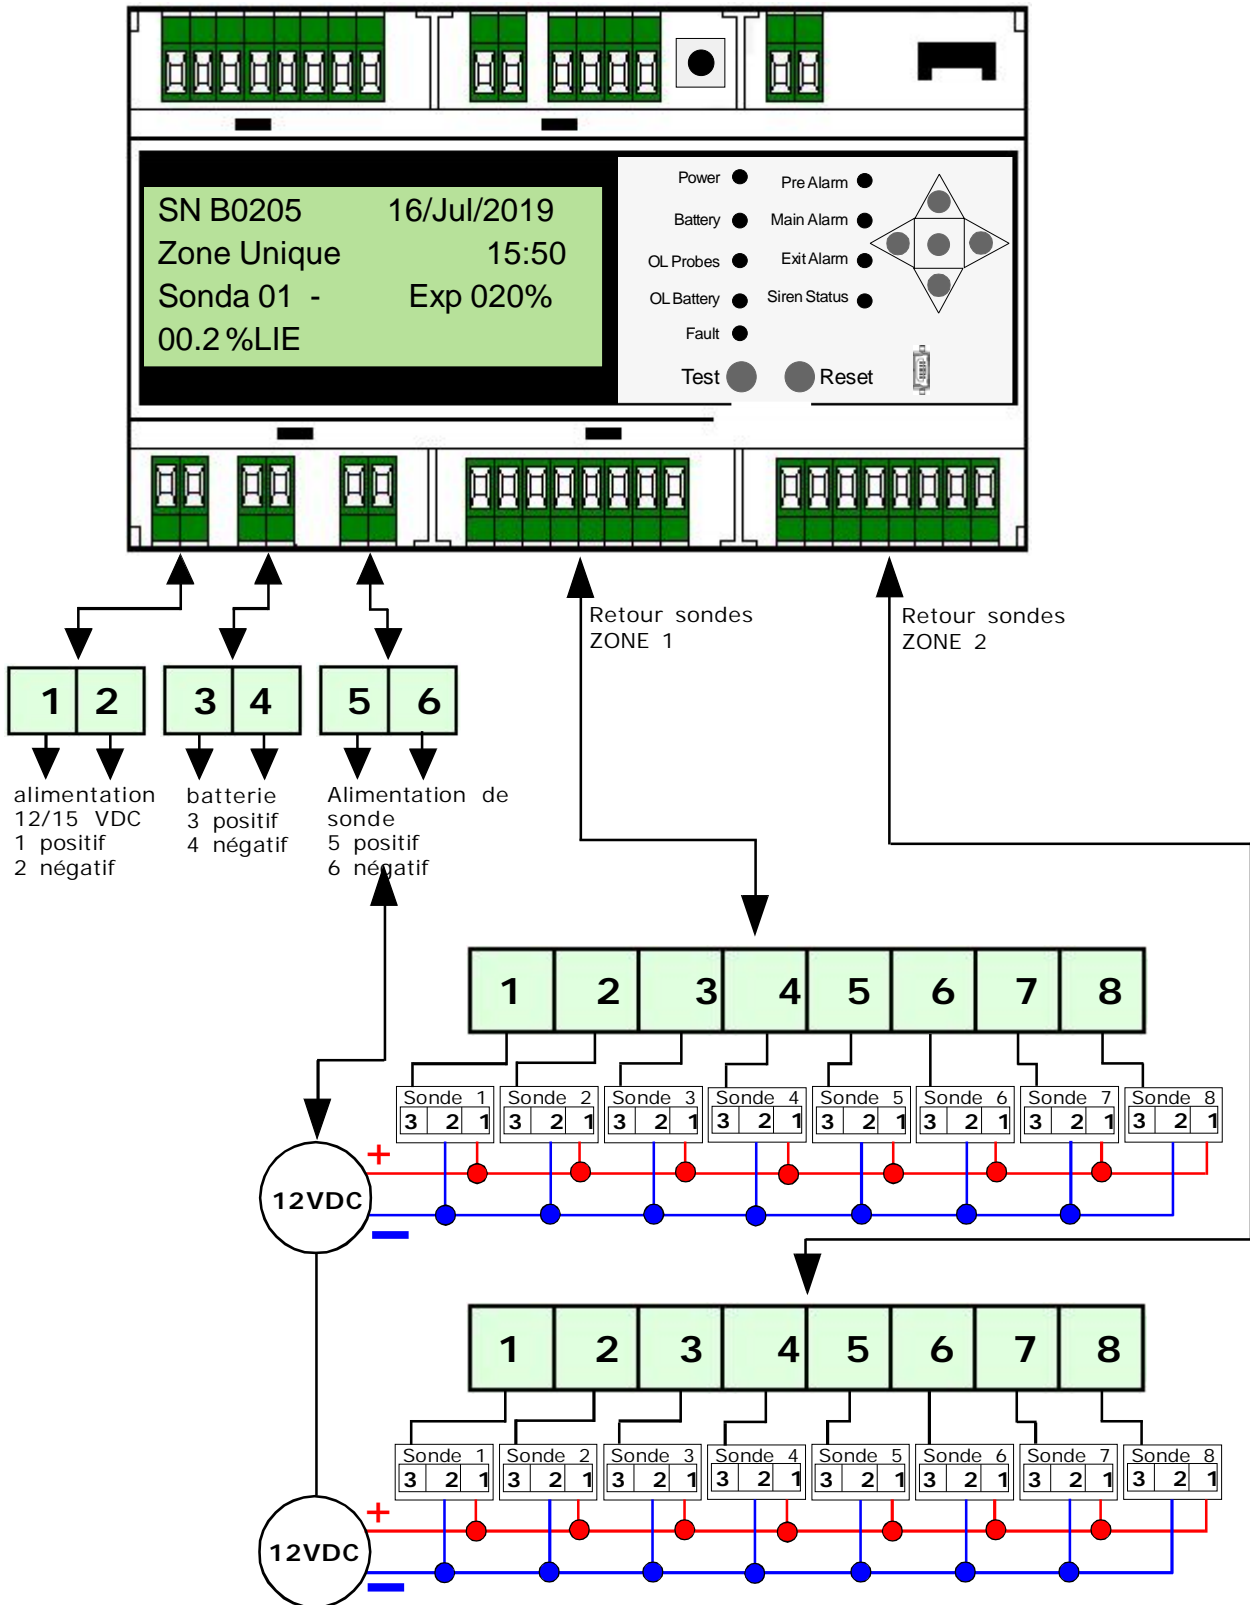 SN B0205 16/Jul/2019
Zone Unique 15:50
Sonda 01 - Exp 020%
00.2 %LIE
Power
Battery
OL Probes
OL Battery
Fault
Pre Alarm
Main Alarm
Exit Alarm
Siren Status
Test
Reset
Retour sondes
ZONE 1
Retour sondes
ZONE 2
1 2
3 4
5 6
alimentation
12/15 VDC
1 positif
2 négatif
batterie
3 positif
4 négatif
Alimentation de
sonde
5 positif
6 négatif
1 2 3 4 5 6 7 8
Sonde 1
3 2 1
Sonde 2
3 2 1
Sonde 3
3 2 1
Sonde 4
3 2 1
Sonde 5
3 2 1
Sonde 6
3 2 1
Sonde 7
3 2 1
Sonde 8
3 2 1
+
12VDC
—
1 2 3 4 5 6 7 8
Sonde 1
3 2 1
Sonde 2
3 2 1
Sonde 3
3 2 1
Sonde 4
3 2 1
Sonde 5
3 2 1
Sonde 6
3 2 1
Sonde 7
3 2 1
Sonde 8
3 2 1
+
12VDC
—